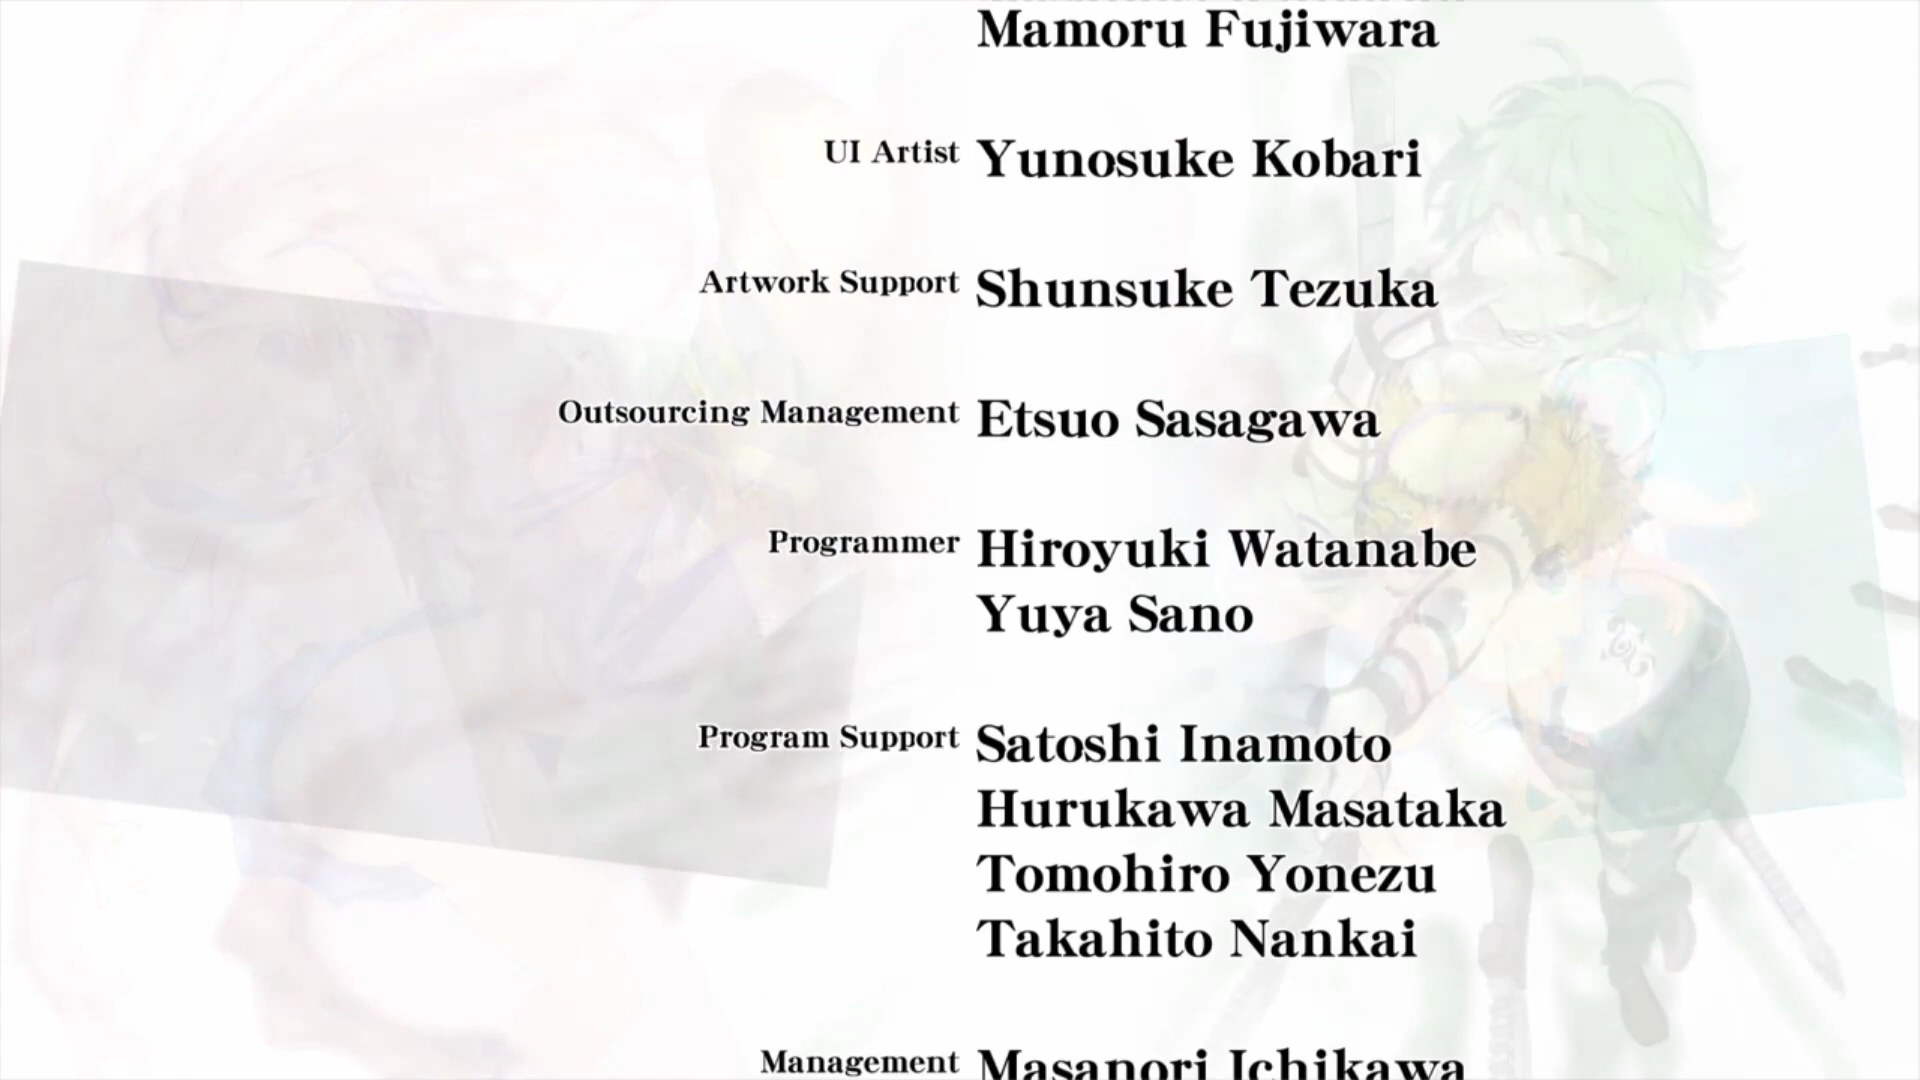 Mamoru Fujiwara
UI Artist Yunosuke Kobari
Artwork Support Shunsuke Tezuka
Outsourcing Management Etsuo Sasagawa
Programmer Hiroyuki Watanabe
Yuya Sano
Program Support Satoshi Inamoto
Hurukawa Masataka
Tomohiro Yonezu
Takahito Nankai
Management Masanori Ichikawa